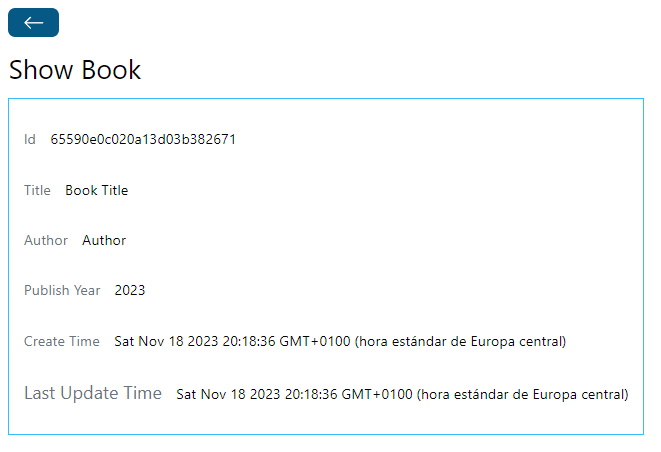 Show Book
Id 65590e0c020a13d03b382671
Title Book Title
Author Author
Publish Year 2023
Create Time Sat Nov 18 2023 20:18:36 GMT+0100 (hora estándar de Europa central)
Last Update Time Sat Nov 18 2023 20:18:36 GMT+0100 (hora estándar de Europa central)